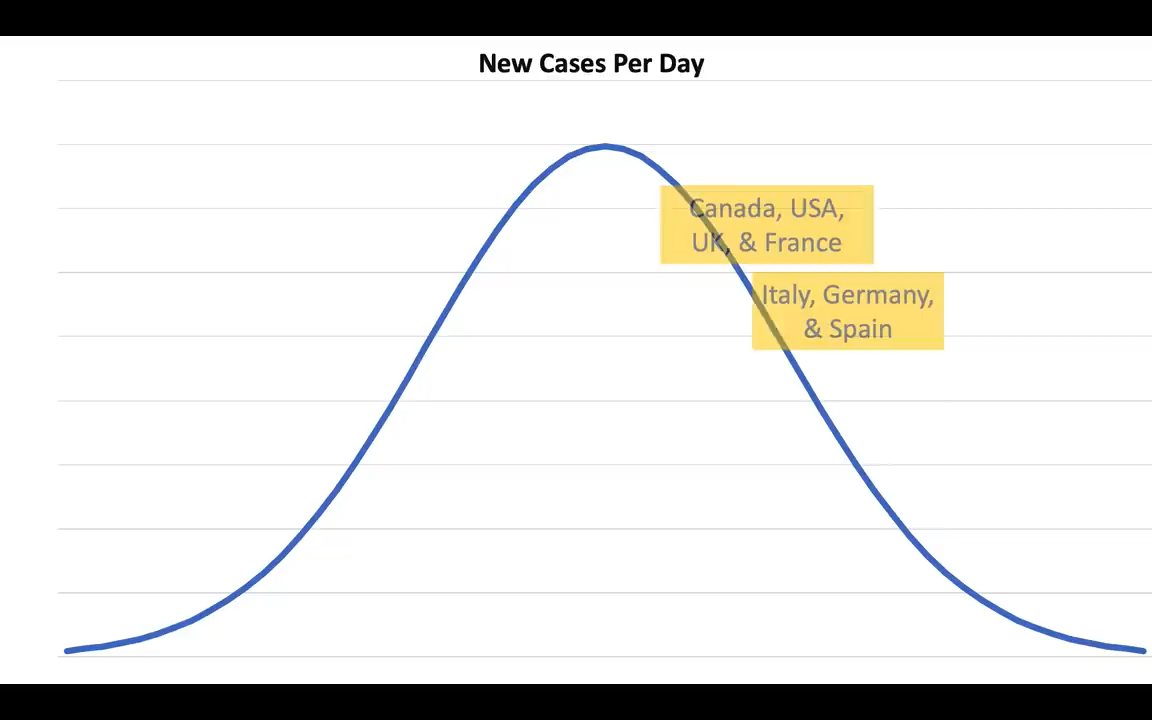 New Cases Per Day
Canada, USA,
UK, & France
Italy, Germany,
& Spain